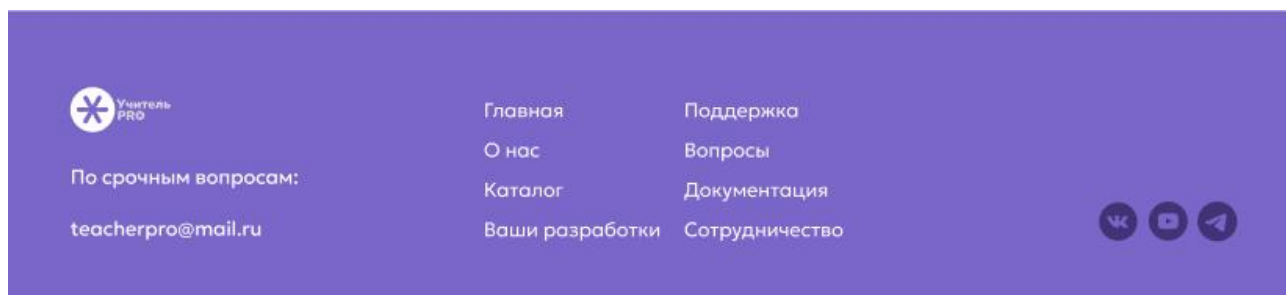 Учитель
PRO
По срочным вопросам:
teacherpro@mail.ru
Главная
О нас
Каталог
Ваши разработки
Поддержка
Вопросы
Документация
Сотрудничество